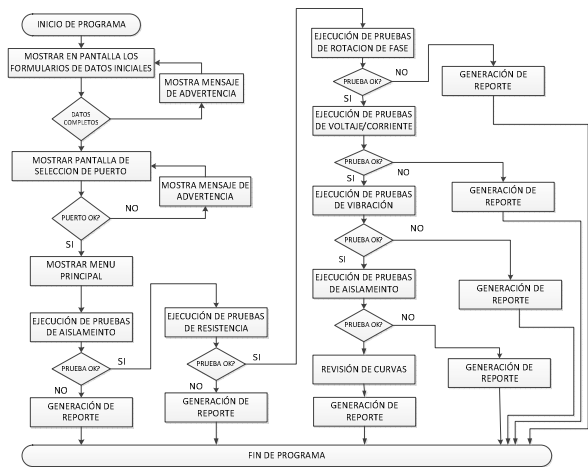 INICIO DE PROGRAMA
MOSTRAR EN PANTALLA LOS
FORMULARIOS DE DATOS INICIALES
MOSTRA MENSAJE
DE ADVERTENCIA
DATOS
COMPLETOS
MOSTRAR PANTALLA DE
SELECCION DE PUERTO
MOSTRA MENSAJE DE
ADVERTENCIA
PUERTO OK?
NO
SI
MOSTRAR MENU
PRINCIPAL
EJECUCIÓN DE PRUEBAS
DE AISLAMEINTO
PRUEBA OK?
SI
NO
GENERACIÓN DE
REPORTE
EJECUCIÓN DE PRUEBAS
DE RESISTENCIA
PRUEBA OK?
SI
NO
GENERACIÓN DE
REPORTE
EJECUCIÓN DE PRUEBAS
DE ROTACION DE FASE
PRUEBA OK?
NO
SI
GENERACIÓN DE
REPORTE
EJECUCIÓN DE PRUEBAS
DE VOLTAJE/CORRIENTE
PRUEBA OK?
NO
SI
GENERACIÓN DE
REPORTE
EJECUCIÓN DE PRUEBAS
DE VIBRACIÓN
PRUEBA OK?
NO
SI
GENERACIÓN DE
REPORTE
EJECUCIÓN DE PRUEBAS
DE AISLAMEINTO
PRUEBA OK?
NO
GENERACIÓN DE
REPORTE
REVISIÓN DE CURVAS
GENERACIÓN DE
REPORTE
FIN DE PROGRAMA